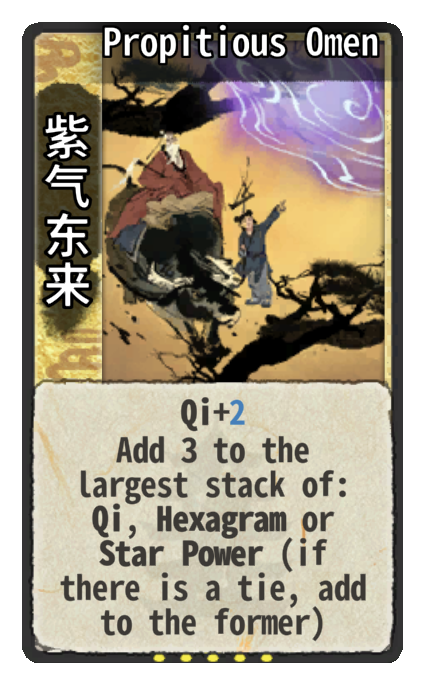 Propitious Omen
紫气东来
Qi+2
Add 3 to the
largest stack of:
Qi, Hexagram or
Star Power (if
there is a tie, add
to the former)